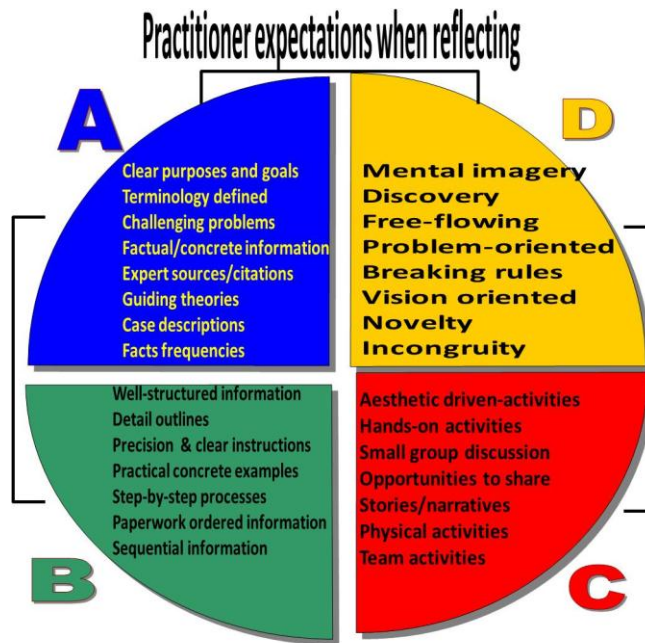 Practitioner expectations when reflecting
A
Clear purposes and goals
Terminology defined
Challenging problems
Factual/concrete information
Expert sources/citations
Guiding theories
Case descriptions
Facts frequencies
D
Mental imagery
Discovery
Free-flowing
Problem-oriented
Breaking rules
Vision oriented
Novelty
Incongruity
B
Well-structured information
Detail outlines
Precision & clear instructions
Practical concrete examples
Step-by-step processes
Paperwork ordered information
Sequential information
C
Aesthetic driven-activities
Hands-on activities
Small group discussion
Opportunities to share
Stories/narratives
Physical activities
Team activities